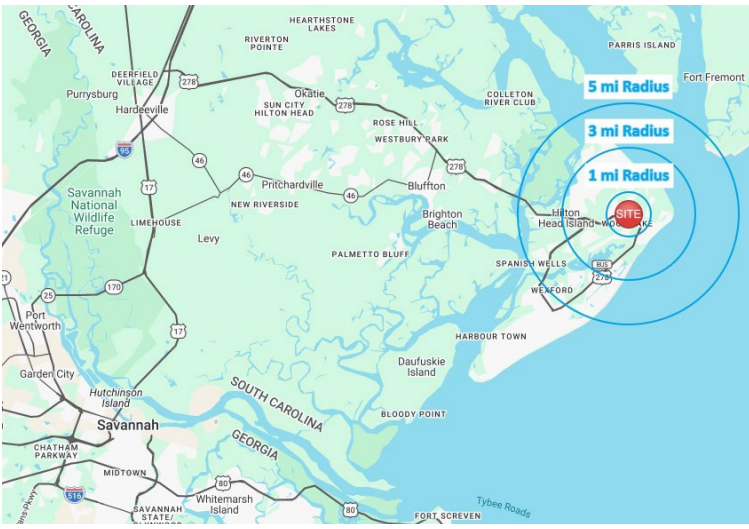 GEORGIA
CAROLINA
HEARTHSTONE
LAKES
RIVERTON
POINTE
PARRIS ISLAND
DEERFIELD
VILLAGE
278
Purrysburg
Hardeeville
Okatie
SUN CITY
HILTON HEAD
278
COLLETON
RIVER CLUB
Fort Fremont
5 mi Radius
ROSE HILL
WESTBURY PARK
3 mi Radius
95
46
278
1 mi Radius
17
46
Pritchardville
46
Bluffton
Savannah
National
Wildlife
Refuge
NEW RIVERSIDE
LIMEHOUSE
Levy
Brighton
Beach
Hilton
Head Island
SITE
PALMETTO BLUFF
SPANISH WELLS
BUS
278
WEXFORD
21
25
170
Port
Wentworth
17
HARBOUR TOWN
Garden City
Daufuskie
Island
Hutchinson
Island
SOUTH CAROLINA
BLOODY POINT
Savannah
GEORGIA
CHATHAM
PARKWAY
MIDTOWN
516
80
Whitemarsh
Island
80
SAVANNAH
STATE/
Tybee Roads
FORT SCREVEN